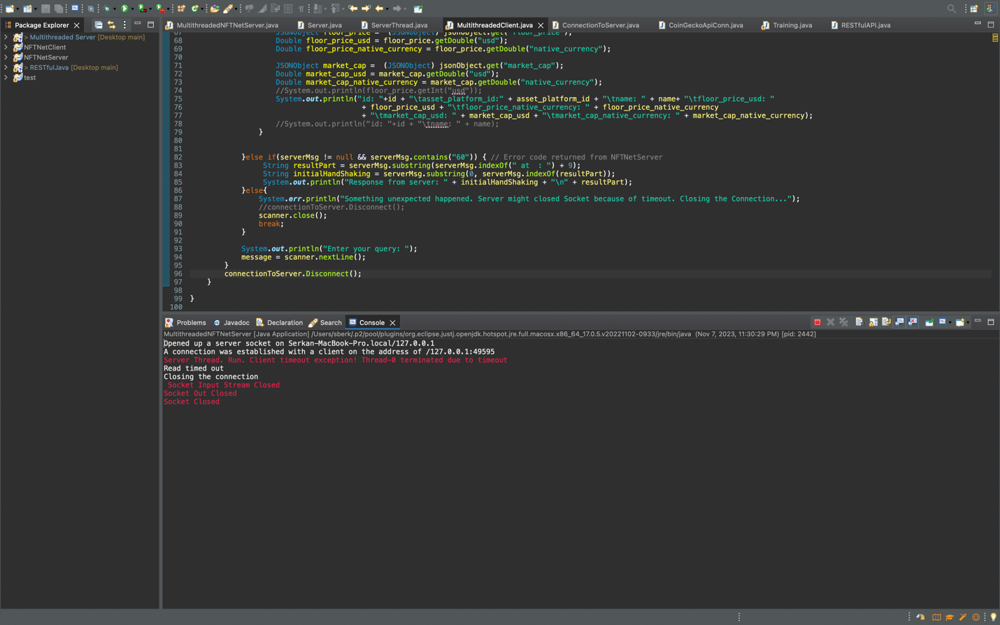 Package Explorer
> Multithreaded Server [Desktop main]
NFTNetClient
NFTNetServer
> RESTfulJava [Desktop main]
test
MultithreadedNFTNetServer.java
Server.java
ServerThread.java
MultithreadedClient.java
ConnectionToServer.java
CoinGeckoApiConn.java
Training.java
RESTfulAPI.java
67 JSONObject floor_price = (JSONObject) jsonObject.get("floor_price");
68 Double floor_price_usd = floor_price.getDouble("usd");
69 Double floor_price_native_currency = floor_price.getDouble("native_currency");
70
71 JSONObject market_cap =  (JSONObject) jsonObject.get("market_cap");
72 Double market_cap_usd = market_cap.getDouble("usd");
73 Double market_cap_native_currency = market_cap.getDouble("native_currency");
74 //System.out.println(floor_price.getInt("usd"));
75 System.out.println("id: "+id + "\tasset_platform_id:" + asset_platform_id + "\tname: " + name+ "\tfloor_price_usd: "
76 + floor_price_usd + "\tfloor_price_native_currency: " + floor_price_native_currency
77 + "\tmarket_cap_usd: " + market_cap_usd + "\tmarket_cap_native_currency: " + market_cap_native_currency);
78 //System.out.println("id: "+id + "\tname: " + name);
79 }
80
81
82 }else if(serverMsg != null && serverMsg.contains("60")) { // Error code returned from NFTNetServer
83 String resultPart = serverMsg.substring(serverMsg.indexOf(" at  : ") + 9);
84 String initialHandShaking = serverMsg.substring(0, serverMsg.indexOf(resultPart));
85 System.out.println("Response from server: " + initialHandShaking + "\n" + resultPart);
86 }else{
87 System.err.println("Something unexpected happened. Server might closed Socket because of timeout. Closing the Connection...");
88 //connectionToServer.Disconnect();
89 scanner.close();
90 break;
91 }
92
93 System.out.println("Enter your query: ");
94 message = scanner.nextLine();
95 }
96 connectionToServer.Disconnect();
97 }
98
99 }
100
Problems
Javadoc
Declaration
Search
Console
MultithreadedNFTNetServer [Java Application] /Users/sberk/.p2/pool/plugins/org.eclipse.justj.openjdk.hotspot.jre.full.macosx.x86_64_17.0.5.v20221102-0933/jre/bin/java (Nov 7, 2023, 11:30:29 PM) [pid: 2442]
Opened up a server socket on Serkan-MacBook-Pro.local/127.0.0.1
A connection was established with a client on the address of /127.0.0.1:49595
Server Thread. Run. Client timeout exception! Thread-0 terminated due to timeout
Read timed out
Closing the connection
Socket Input Stream Closed
Socket Out Closed
Socket Closed